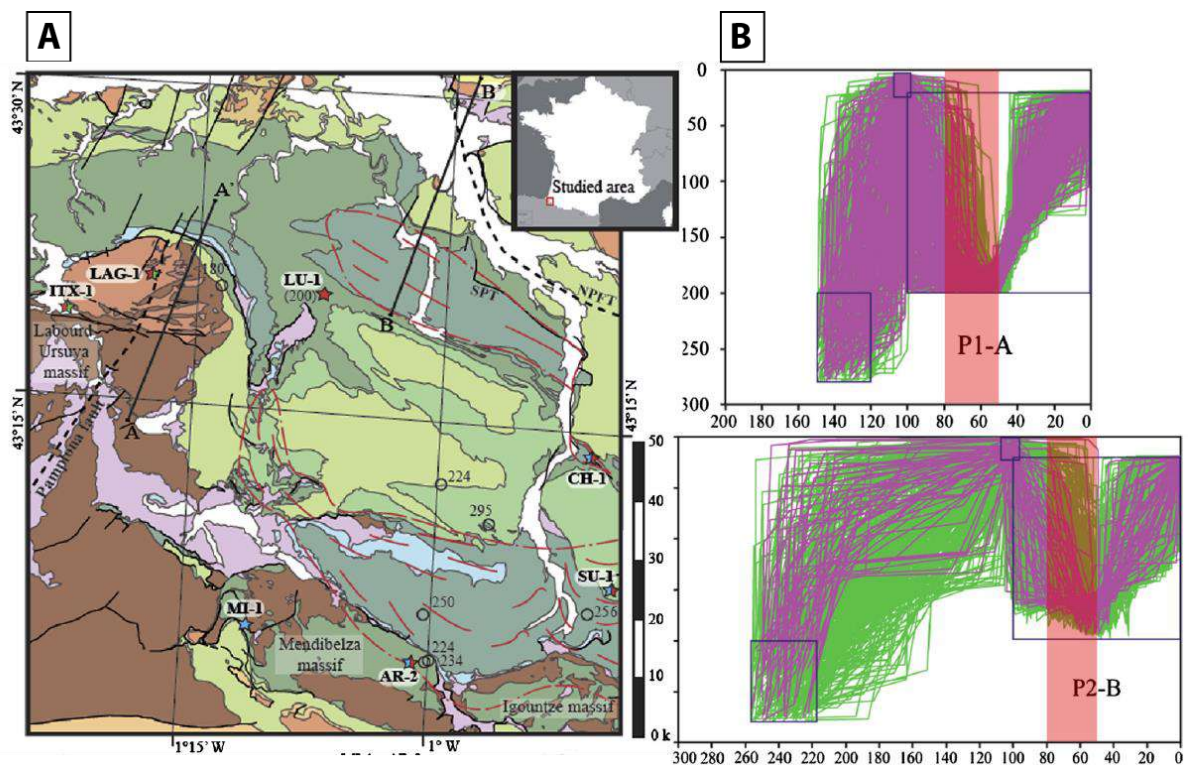 A
B
43°30' N
B'
Studied area
A'
LAG-1
180
ITX-1
LU-1
(200)
SPT
NPFT
B
Labourd
Ursuya
massif
43°15' N
43°15' N
A
CH-1
224
295
SU-1
256
250
MI-1
Mendibelza
massif
224
234
AR-2
Igountze massif
1°15' W
1° W
50
40
30
20
10
0 k
0
50
100
150
200
250
300
P1-A
200 180 160 140 120 100 80 60 40 20 0
P2-B
300 280 260 240 220 200 180 160 140 120 100 80 60 40 20 0